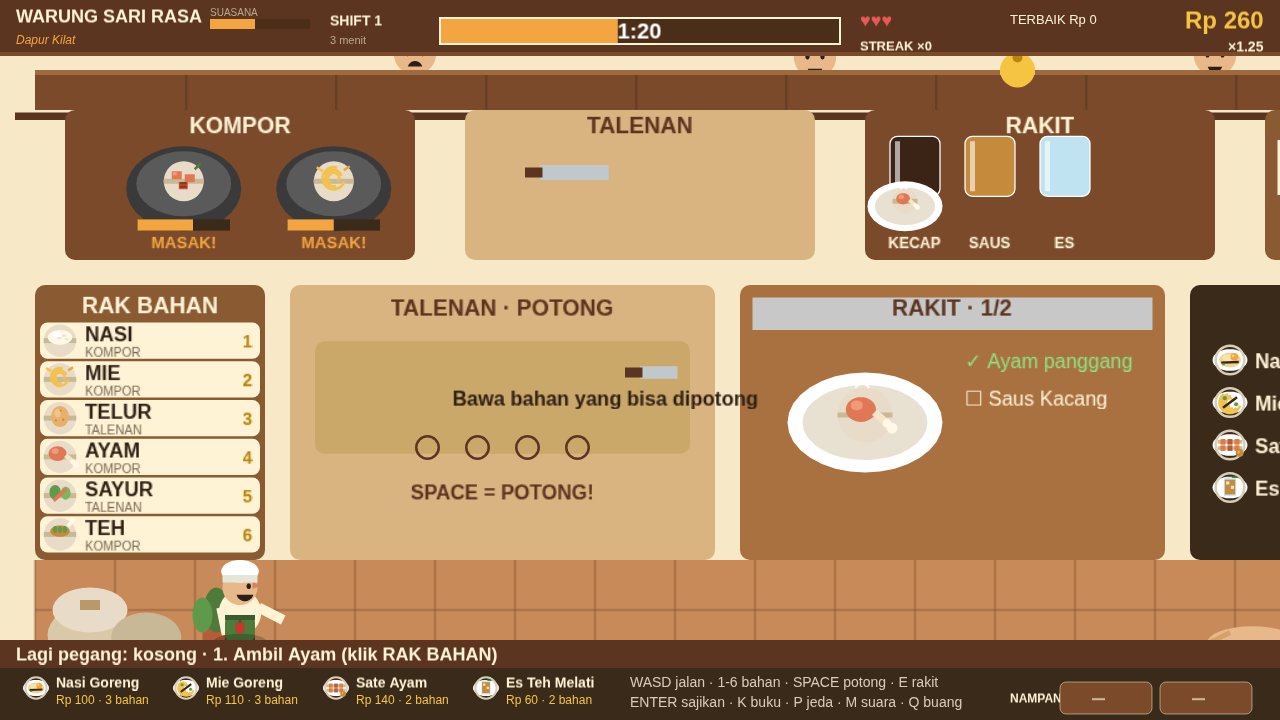 WARUNG SARI RASA
SUASANA
Dapur Kilat
SHIFT 1
3 menit
1:20
♥♥♥
STREAK ×0
TERBAIK Rp 0
Rp 260
×1.25
KOMPOR
MASAK!
MASAK!
TALENAN
RAKIT
KECAP
SAUS
ES
RAK BAHAN
NASI
KOMPOR
1
MIE
KOMPOR
2
TELUR
TALENAN
3
AYAM
KOMPOR
4
SAYUR
TALENAN
5
TEH
KOMPOR
6
TALENAN · POTONG
Bawa bahan yang bisa dipotong
SPACE = POTONG!
RAKIT · 1/2
✓ Ayam panggang
☐ Saus Kacang
Na
Mie
Sa
Es
Lagi pegang: kosong · 1. Ambil Ayam (klik RAK BAHAN)
Nasi Goreng
Rp 100 · 3 bahan
Mie Goreng
Rp 110 · 3 bahan
Sate Ayam
Rp 140 · 2 bahan
Es Teh Melati
Rp 60 · 2 bahan
WASD jalan · 1-6 bahan · SPACE potong · E rakit
ENTER sajikan · K buku · P jeda · M suara · Q buang
NAMPAN
—
—